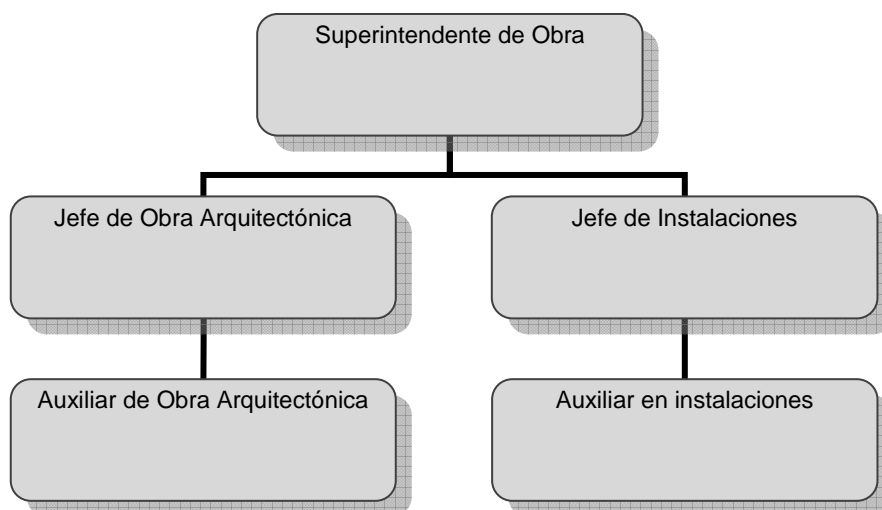 Superintendente de Obra
Jefe de Obra Arquitectónica
Jefe de Instalaciones
Auxiliar de Obra Arquitectónica
Auxiliar en instalaciones